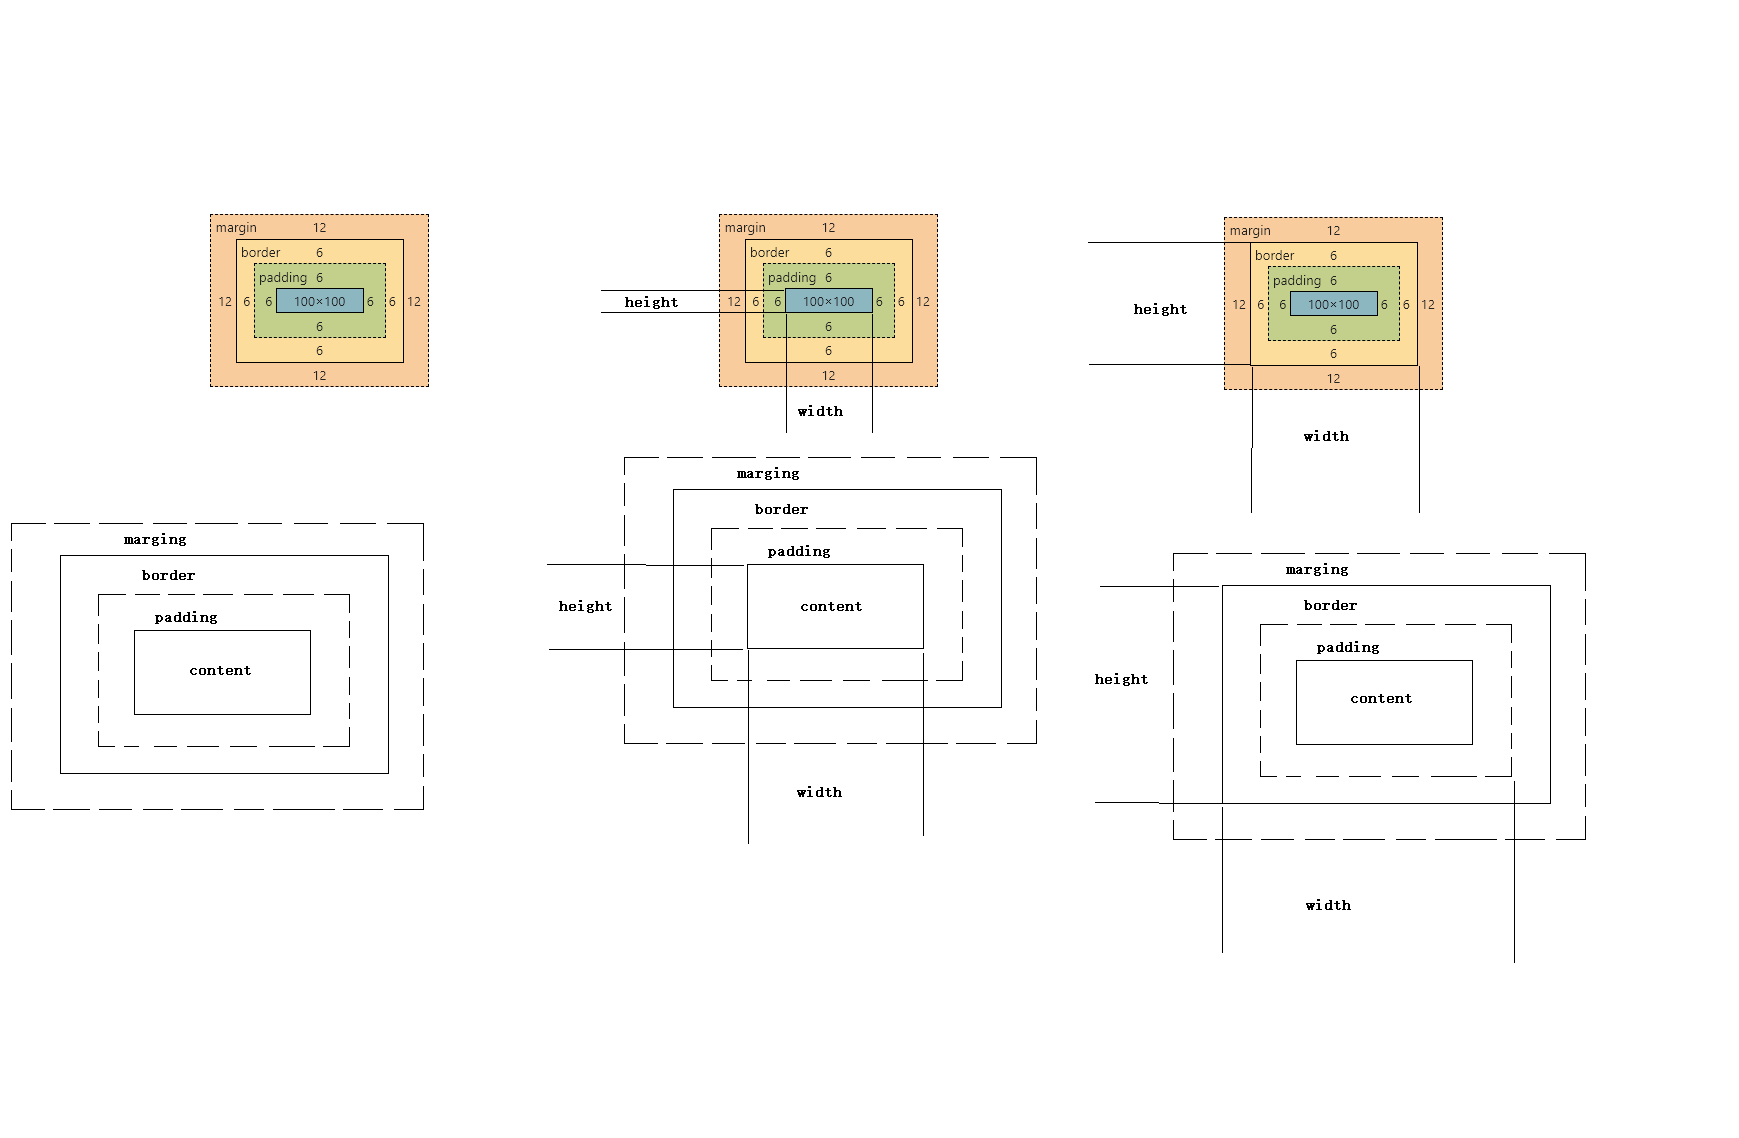 margin 12
border 6
padding 6
12 6 6 100×100 6 6 12
6
6
12
margin 12
border 6
padding 6
height 12 6 6 100×100 6 6 12
6
6
12
width
margin 12
border 6
padding 6
12 6 6 100×100 6 6 12
height
6
6
12
width
marging
border
padding
content
marging
border
padding
height content
width
marging
border
padding
height
content
width